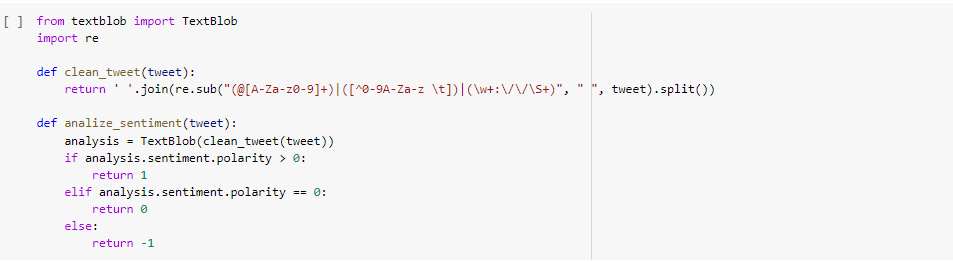 [ ] from textblob import TextBlob
import re
def clean_tweet(tweet):
return ' '.join(re.sub("(@[A-Za-z0-9]+)|([^0-9A-Za-z \t])|(\w+:\/\/\S+)", " ", tweet).split())
def analize_sentiment(tweet):
analysis = TextBlob(clean_tweet(tweet))
if analysis.sentiment.polarity > 0:
return 1
elif analysis.sentiment.polarity == 0:
return 0
else:
return -1